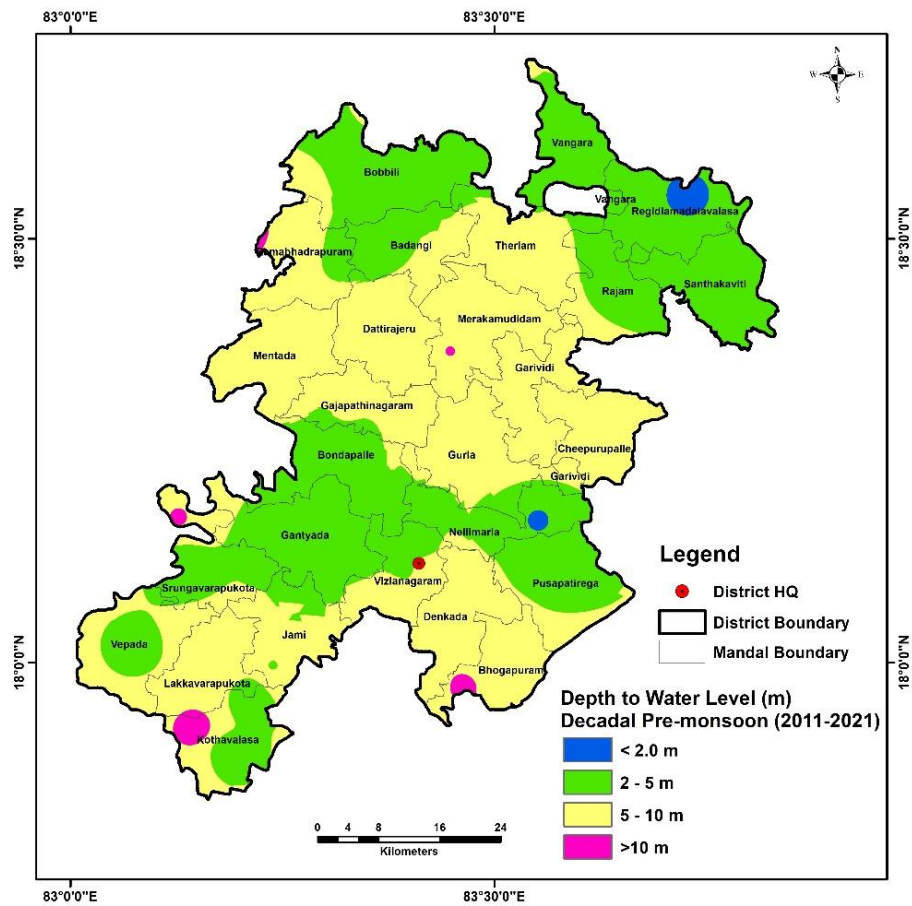 83°0'0"E
83°30'0"E
N
W E
S
Vangara
Bobbili
Vangara
Regidiamadalavalasa
18°30'0"N
18°30'0"N
Badangi
Therlam
Ramabhadrapuram
Santhakaviti
Rajam
Merakamudidam
Dattirajeru
Mentada
Garividi
Gajapathinagaram
Cheepurupalle
Bondapalle
Gurla
Garividi
Gantyada
Nellimarla
Legend
Vizianagaram
Pusapatirega
District HQ
Srungavarapukota
Denkada
District Boundary
Jami
Vepada
Mandal Boundary
18°0'0"N
18°0'0"N
Bhogapuram
Lakkavarapukota
Depth to Water Level (m)
Decadal Pre-monsoon (2011-2021)
Kothavalasa
< 2.0 m
2 - 5 m
5 - 10 m
>10 m
0 4 8 16 24
Kilometers
83°0'0"E
83°30'0"E